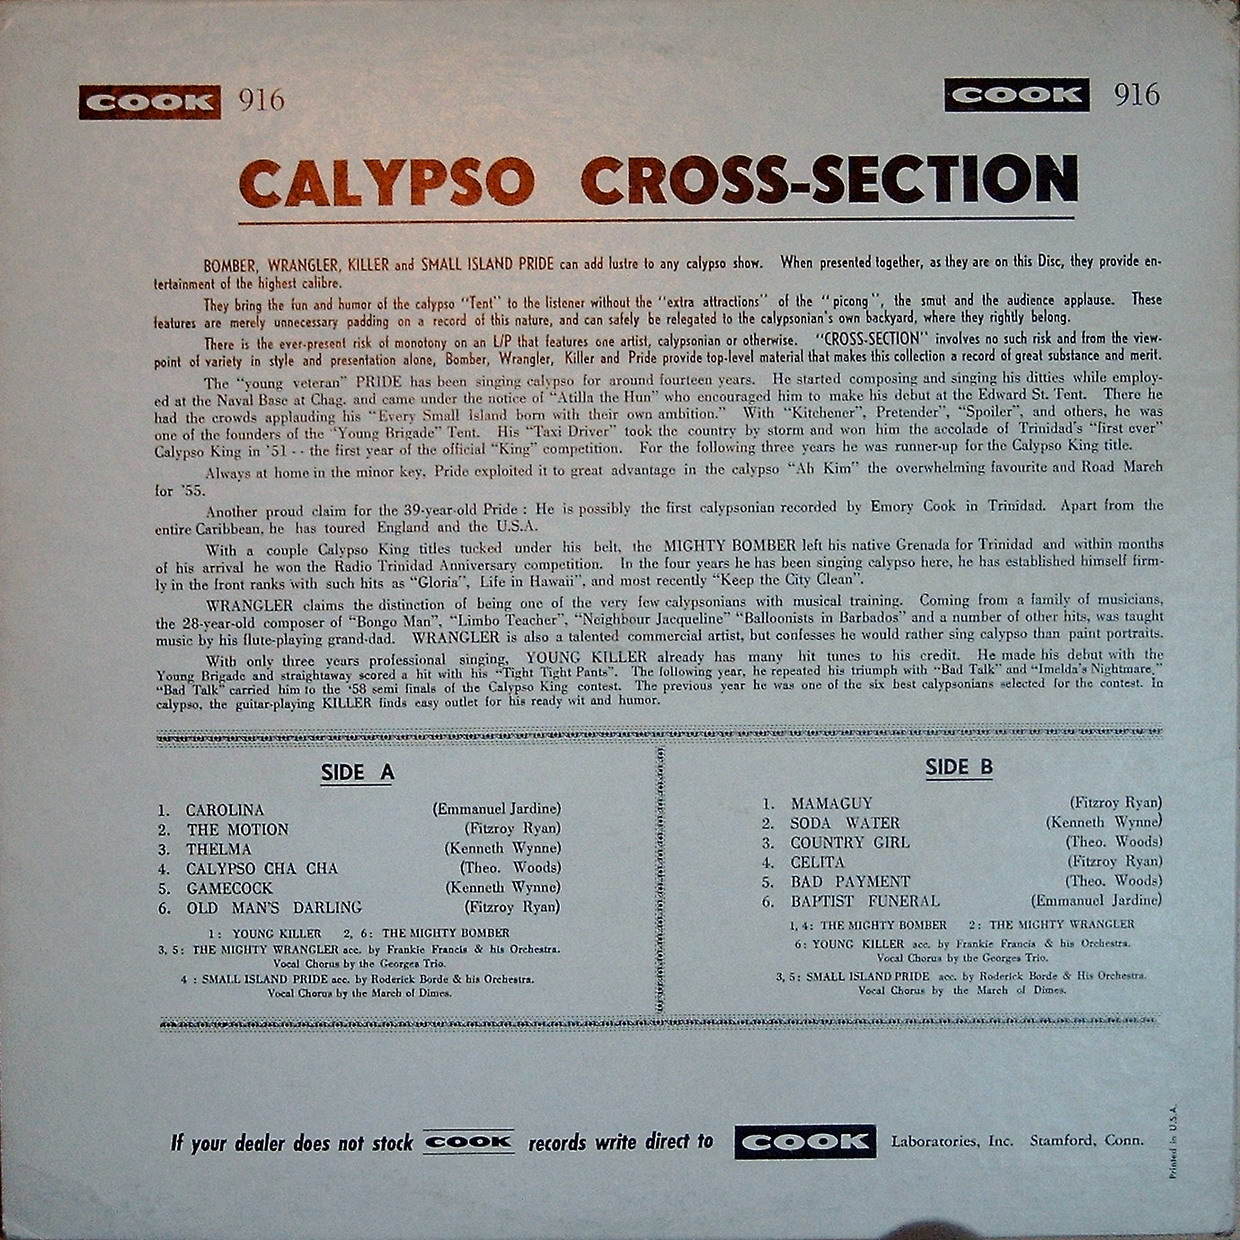 COOK 916
COOK 916
CALYPSO CROSS-SECTION
BOMBER, WRANGLER, KILLER and SMALL ISLAND PRIDE can add lustre to any calypso show. When presented together, as they are on this Disc, they provide en-
tertainment of the highest calibre.
They bring the fun and humor of the calypso "Tent" to the listener without the "extra attractions" of the "picong", the smut and the audience applause. These
features are merely unnecessary padding on a record of this nature, and can safely be relegated to the calypsonian's own backyard, where they rightly belong.
There is the ever-present risk of monotony on an L/P that features one artist, calypsonian or otherwise. "CROSS-SECTION" involves no such risk and from the view-
point of variety in style and presentation alone, Bomber, Wrangler, Killer and Pride provide top-level material that makes this collection a record of great substance and merit.
The "young veteran" PRIDE has been singing calypso for around fourteen years. He started composing and singing his ditties while employ-
ed at the Naval Base at Chag. and came under the notice of "Atilla the Hun" who encouraged him to make his debut at the Edward St. Tent. There he
had the crowds applauding his "Every Small Island born with their own ambition." With "Kitchener", Pretender", "Spoiler", and others, he was
one of the founders of the "Young Brigade" Tent. His "Taxi Driver" took the country by storm and won him the accolade of Trinidad's "first ever"
Calypso King in '51 - - the first year of the official "King" competition. For the following three years he was runner-up for the Calypso King title.
Always at home in the minor key, Pride exploited it to great advantage in the calypso "Ah Kim" the overwhelming favourite and Road March
for '55.
Another proud claim for the 39-year-old Pride : He is possibly the first calypsonian recorded by Emory Cook in Trinidad. Apart from the
entire Caribbean, he has toured England and the U.S.A.
With a couple Calypso King titles tucked under his belt, the MIGHTY BOMBER left his native Grenada for Trinidad and within months
of his arrival he won the Radio Trinidad Anniversary competition. In the four years he has been singing calypso here, he has established himself firm-
ly in the front ranks with such hits as "Gloria", Life in Hawaii", and most recently "Keep the City Clean".
WRANGLER claims the distinction of being one of the very few calypsonians with musical training. Coming from a family of musicians,
the 28-year-old composer of "Bongo Man", "Limbo Teacher", "Neighbour Jacqueline" "Balloonists in Barbados" and a number of other hits, was taught
music by his flute-playing grand-dad. WRANGLER is also a talented commercial artist, but confesses he would rather sing calypso than paint portraits.
With only three years professional singing, YOUNG KILLER already has many hit tunes to his credit. He made his debut with the
Young Brigade and straightaway scored a hit with his "Tight Tight Pants". The following year, he repeated his triumph with "Bad Talk" and "Imelda's Nightmare."
"Bad Talk" carried him to the '58 semi finals of the Calypso King contest. The previous year he was one of the six best calypsonians selected for the contest. In
calypso, the guitar-playing KILLER finds easy outlet for his ready wit and humor.
SIDE A
1. CAROLINA (Emmanuel Jardine)
2. THE MOTION (Fitzroy Ryan)
3. THELMA (Kenneth Wynne)
4. CALYPSO CHA CHA (Theo. Woods)
5. GAMECOCK (Kenneth Wynne)
6. OLD MAN'S DARLING (Fitzroy Ryan)
1 : YOUNG KILLER 2, 6: THE MIGHTY BOMBER
3, 5 : THE MIGHTY WRANGLER acc. by Frankie Francis & his Orchestra.
Vocal Chorus by the Georges Trio.
4 : SMALL ISLAND PRIDE acc. by Roderick Borde & his Orchestra.
Vocal Chorus by the March of Dimes.
SIDE B
1. MAMAGUY (Fitzroy Ryan)
2. SODA WATER (Kenneth Wynne)
3. COUNTRY GIRL (Theo. Woods)
4. CELITA (Fitzroy Ryan)
5. BAD PAYMENT (Theo. Woods)
6. BAPTIST FUNERAL (Emmanuel Jardine)
1, 4: THE MIGHTY BOMBER 2: THE MIGHTY WRANGLER
6: YOUNG KILLER acc. by Frankie Francis & his Orchestra.
Vocal Chorus by the Georges Trio.
3, 5: SMALL ISLAND PRIDE acc. by Roderick Borde & His Orchestra.
Vocal Chorus by the March of Dimes.
If your dealer does not stock COOK records write direct to COOK Laboratories, Inc. Stamford, Conn.
Printed in U.S.A.